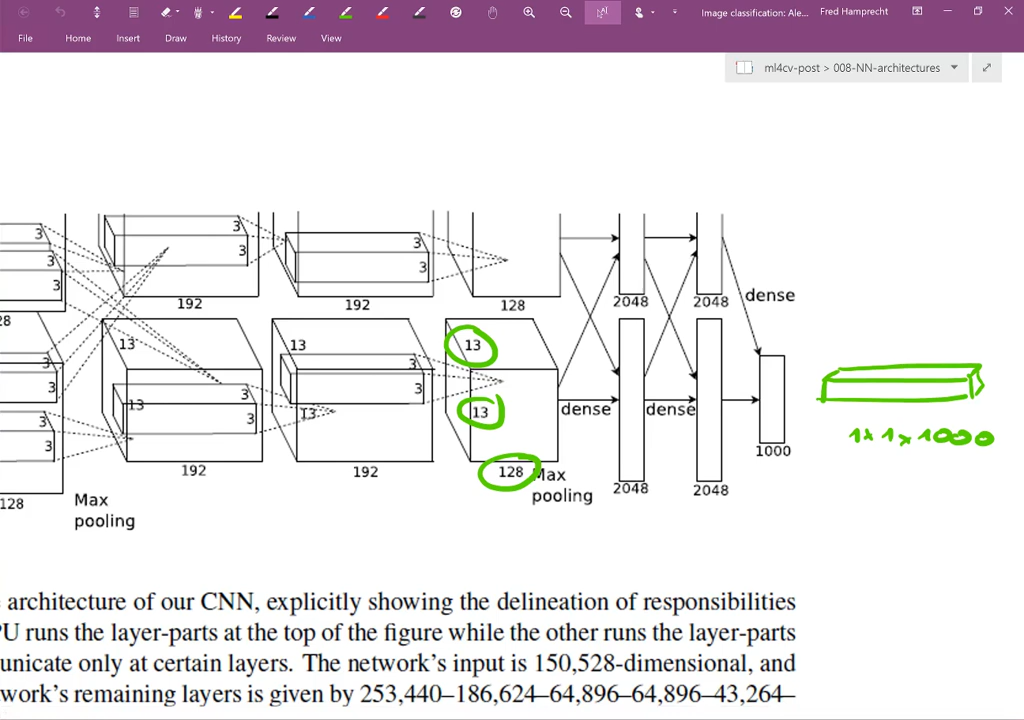 Image classification: Ale...
Fred Hamprecht
File Home Insert Draw History Review View
ml4cv-post > 008-NN-architectures
3 3 3
3 3
3 3
192 192 128 2048 2048 dense
28
13 13 13
3 3
3 3 3
13 3 13 3 13
3 3
dense dense
192 192 128 Max pooling 2048 2048 1000
128 Max pooling
1x1x1000
architecture of our CNN, explicitly showing the delineation of responsibilities
PU runs the layer-parts at the top of the figure while the other runs the layer-parts
unicate only at certain layers. The network's input is 150,528-dimensional, and
work's remaining layers is given by 253,440–186,624–64,896–64,896–43,264–